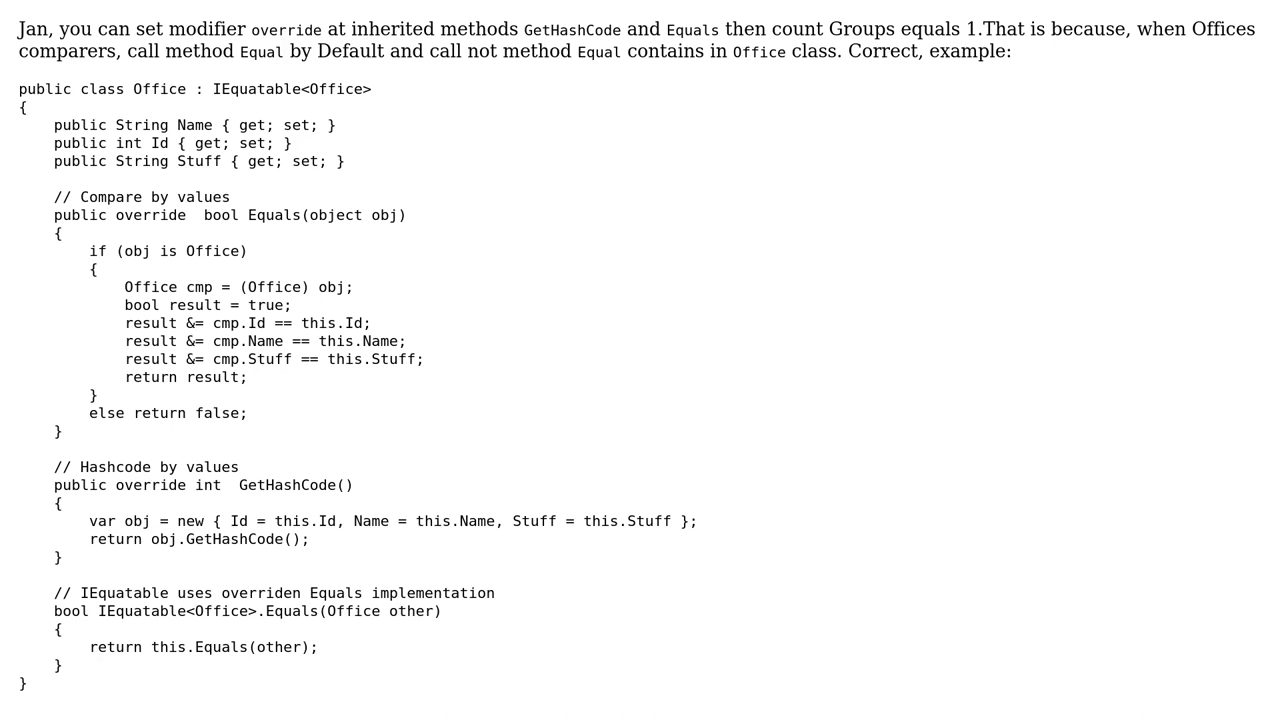 Jan, you can set modifier override at inherited methods GetHashCode and Equals then count Groups equals 1.That is because, when Offices
comparers, call method Equal by Default and call not method Equal contains in Office class. Correct, example:
public class Office : IEquatable<Office>
{
    public String Name { get; set; }
    public int Id { get; set; }
    public String Stuff { get; set; }

    // Compare by values
    public override  bool Equals(object obj)
    {
        if (obj is Office)
        {
            Office cmp = (Office) obj;
            bool result = true;
            result &= cmp.Id == this.Id;
            result &= cmp.Name == this.Name;
            result &= cmp.Stuff == this.Stuff;
            return result;
        }
        else return false;
    }

    // Hashcode by values
    public override int  GetHashCode()
    {
        var obj = new { Id = this.Id, Name = this.Name, Stuff = this.Stuff };
        return obj.GetHashCode();
    }

    // IEquatable uses overriden Equals implementation
    bool IEquatable<Office>.Equals(Office other)
    {
        return this.Equals(other);
    }
}